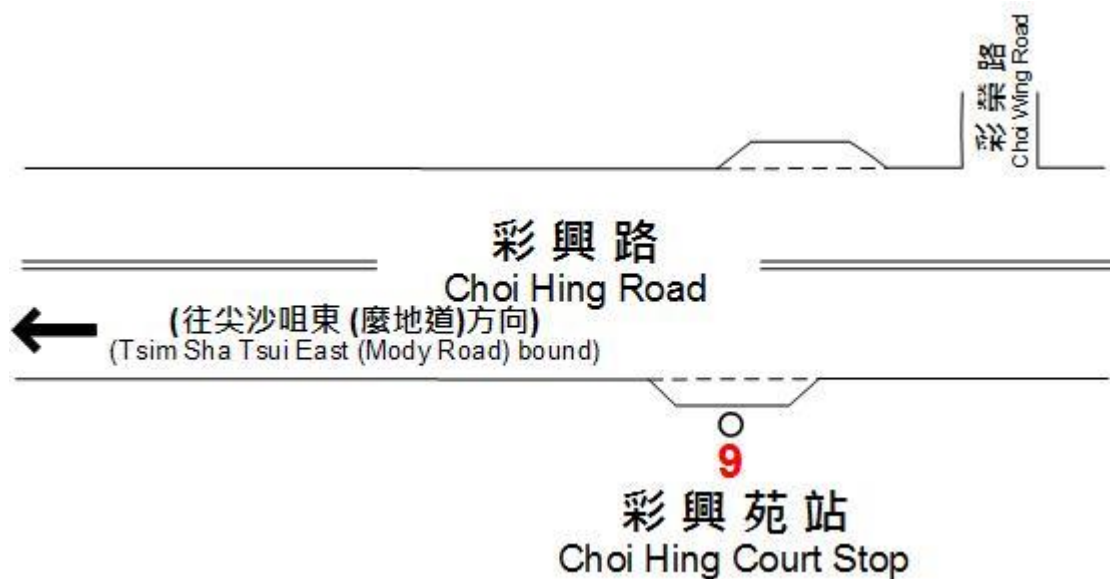 彩榮路
Choi Wing Road
彩興路
Choi Hing Road
(往尖沙咀東 (麼地道)方向)
(Tsim Sha Tsui East (Mody Road) bound)
9
彩興苑站
Choi Hing Court Stop